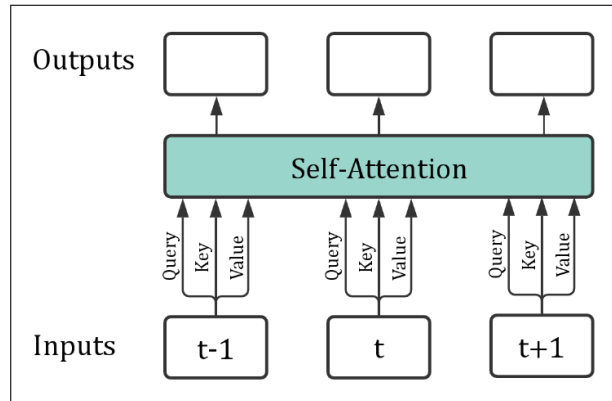 Outputs
Self-Attention
Query Key Value Query Key Value Query Key Value
Inputs t-1 t t+1